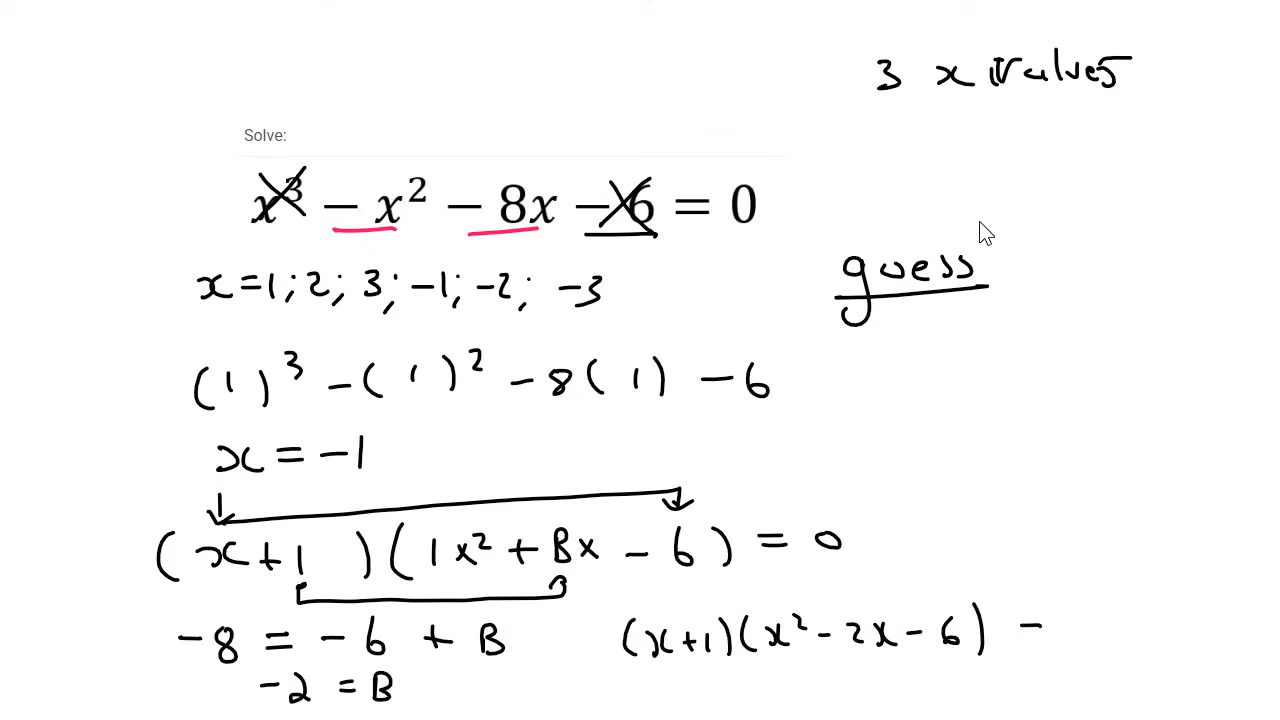 3 x values
Solve:
x³ − x² − 8x − 6 = 0
guess
x = 1; 2; 3; -1; -2; -3
(1)³ - (1)² - 8(1) - 6
x = -1
(x+1)(1x² + Bx - 6) = 0
-8 = -6 + B
(x+1)(x² - 2x - 6) -
-2 = B